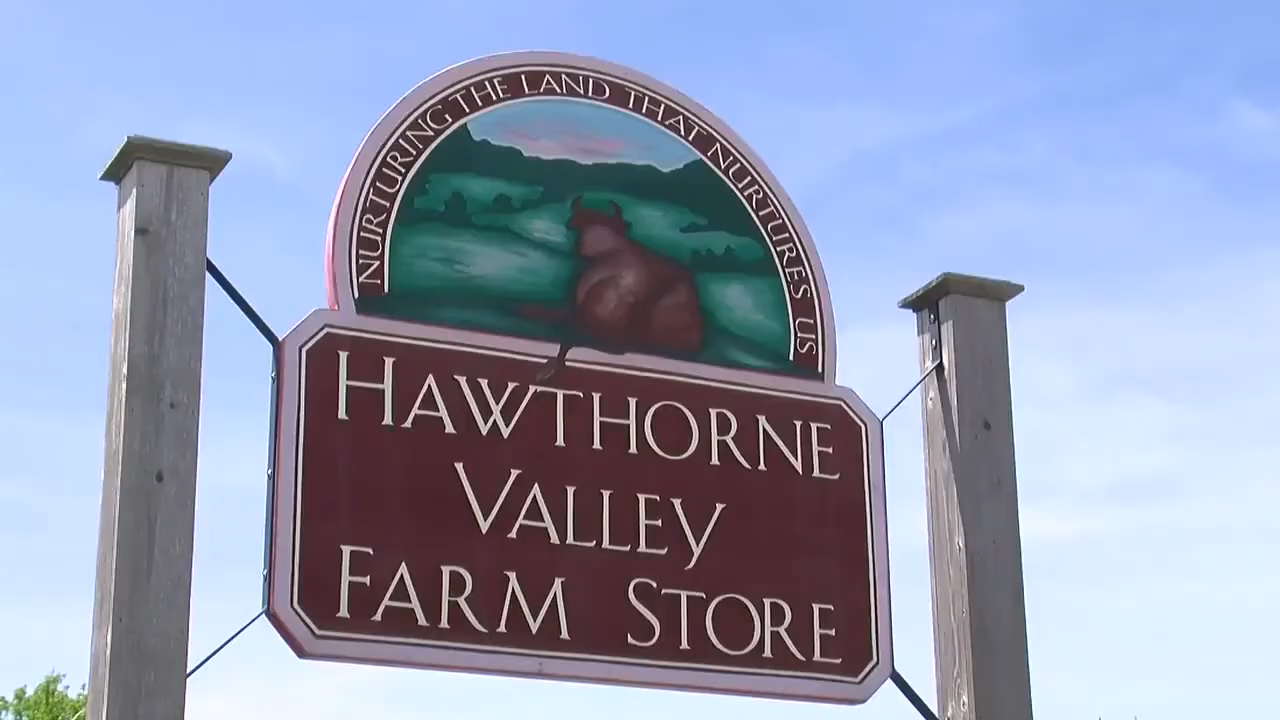 NURTURING THE LAND THAT NURTURES US
HAWTHORNE
VALLEY
FARM STORE